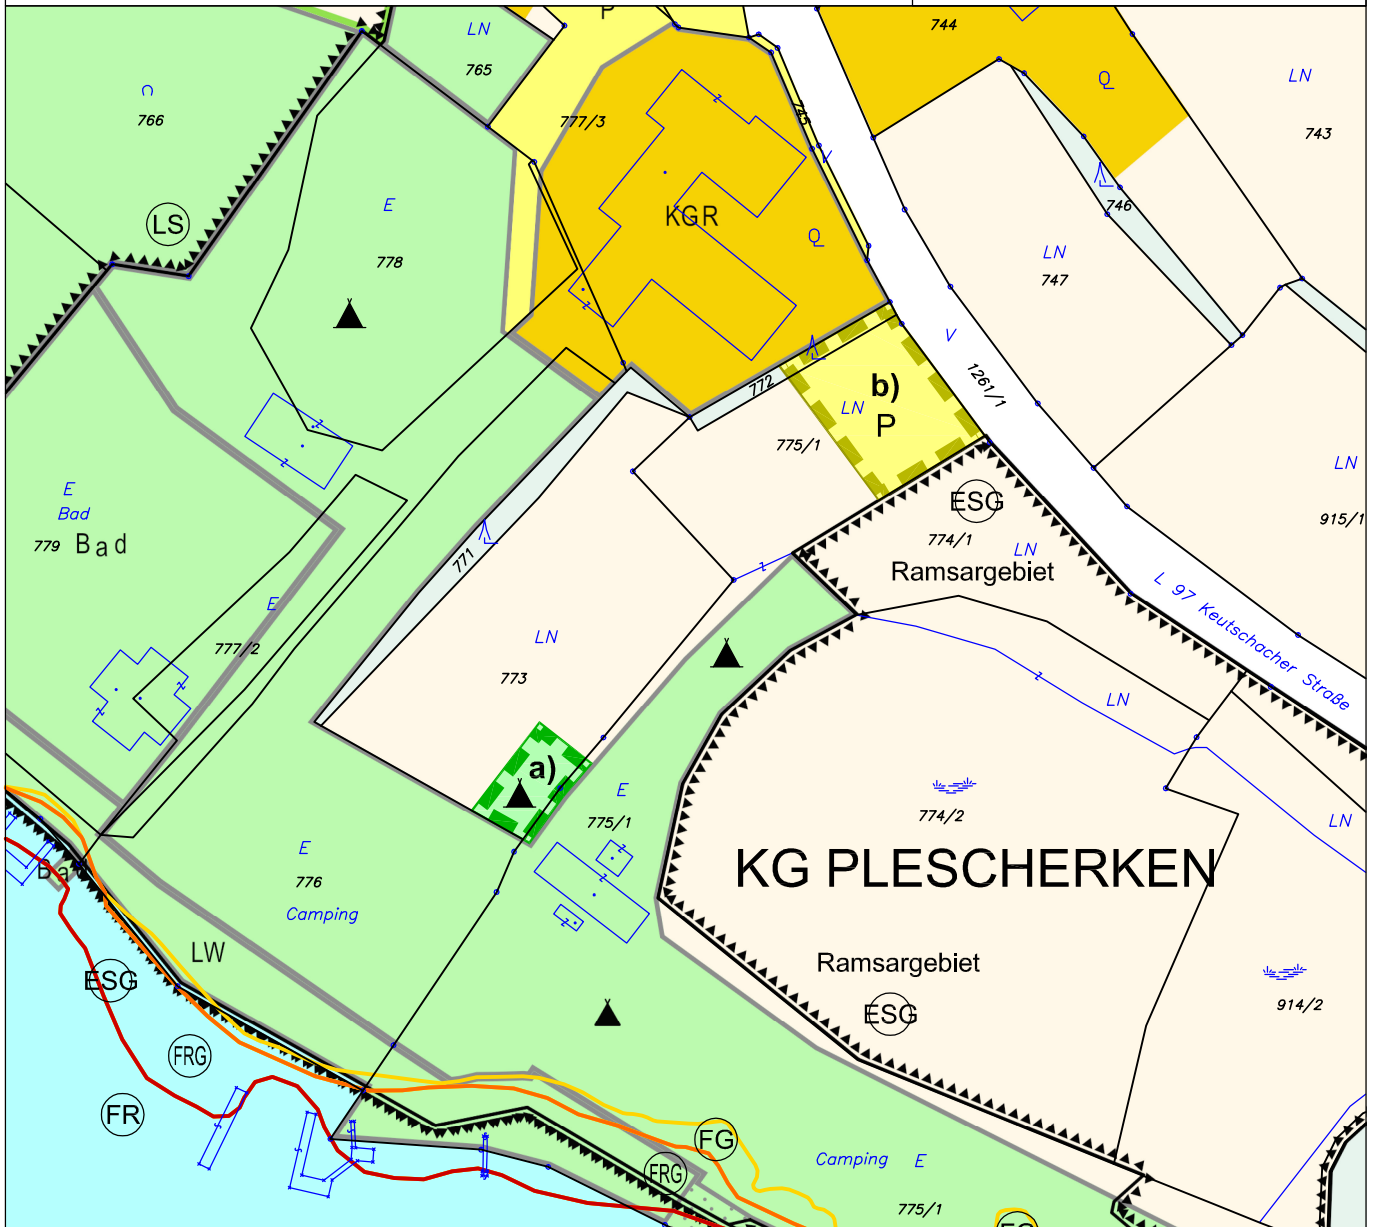 P
LN
765
766
777/3
745
V
744
Q
LN
743
LS
E
778
KGR
Q
746
LN
747
V
1261/1
772
b)
LN
P
775/1
LN
915/1
E
Bad
779
Bad
771
ESG
774/1
LN
Ramsargebiet
L 97 Keutschacher Straße
E
777/2
LN
773
LN
a)
E
775/1
774/2
LN
KG PLESCHERKEN
E
776
Camping
LW
Ramsargebiet
ESG
914/2
ESG
FRG
FR
FG
FRG
Camping
E
775/1